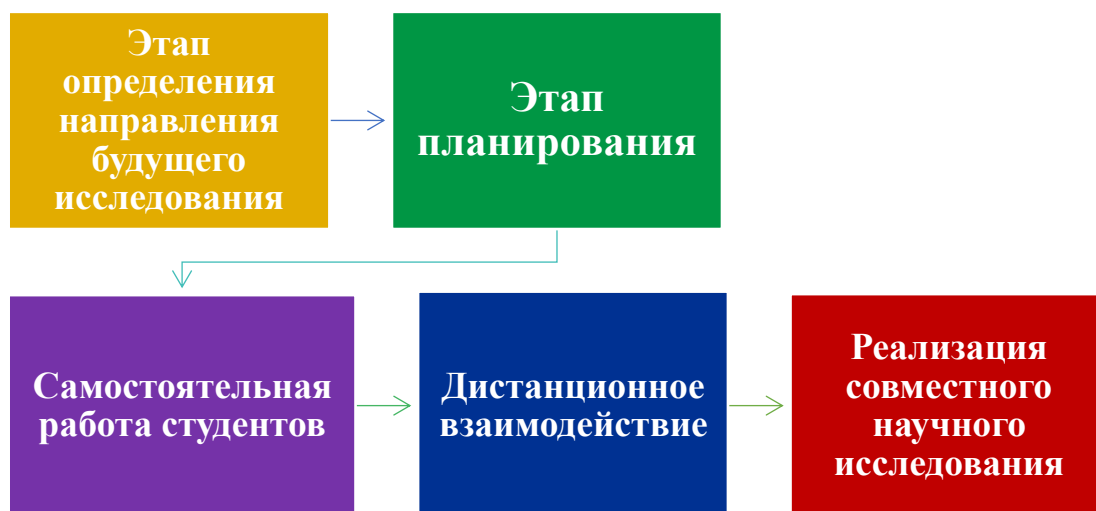 Этап
определения
направления
будущего
исследования
Этап
планирования
Самостоятельная
работа студентов
Дистанционное
взаимодействие
Реализация
совместного
научного
исследования